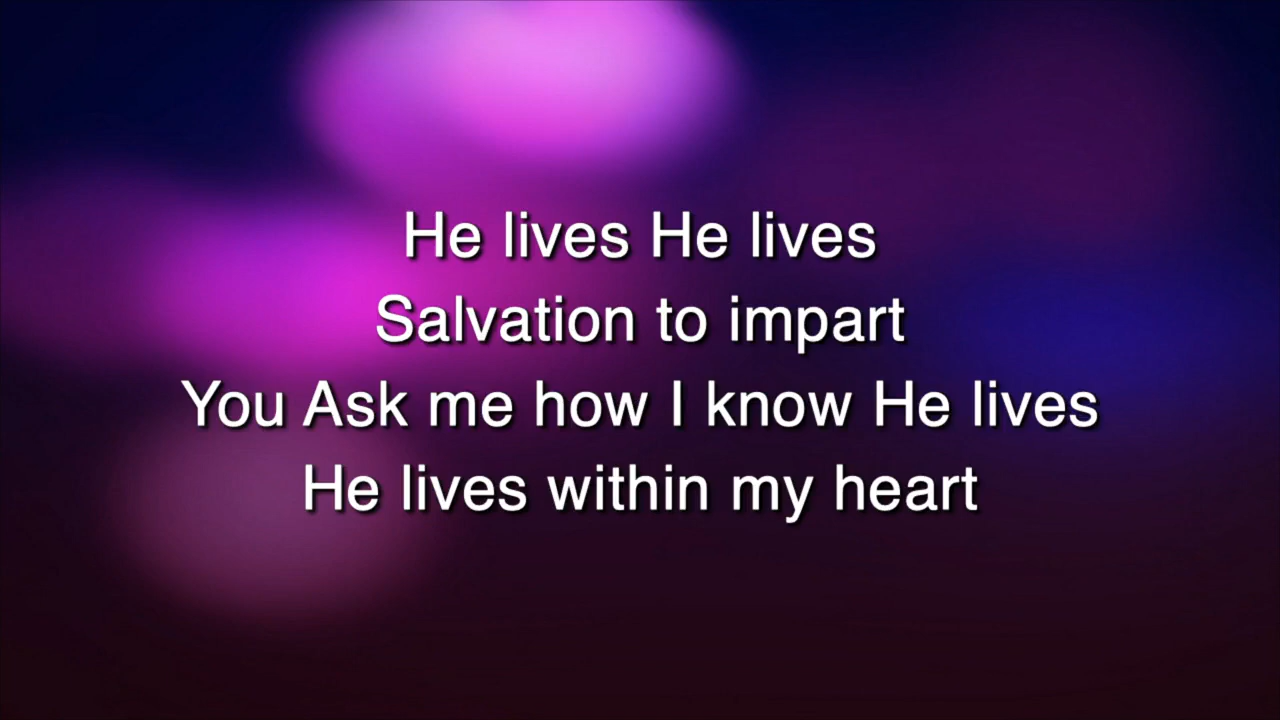 He lives He lives
Salvation to impart
You Ask me how I know He lives
He lives within my heart